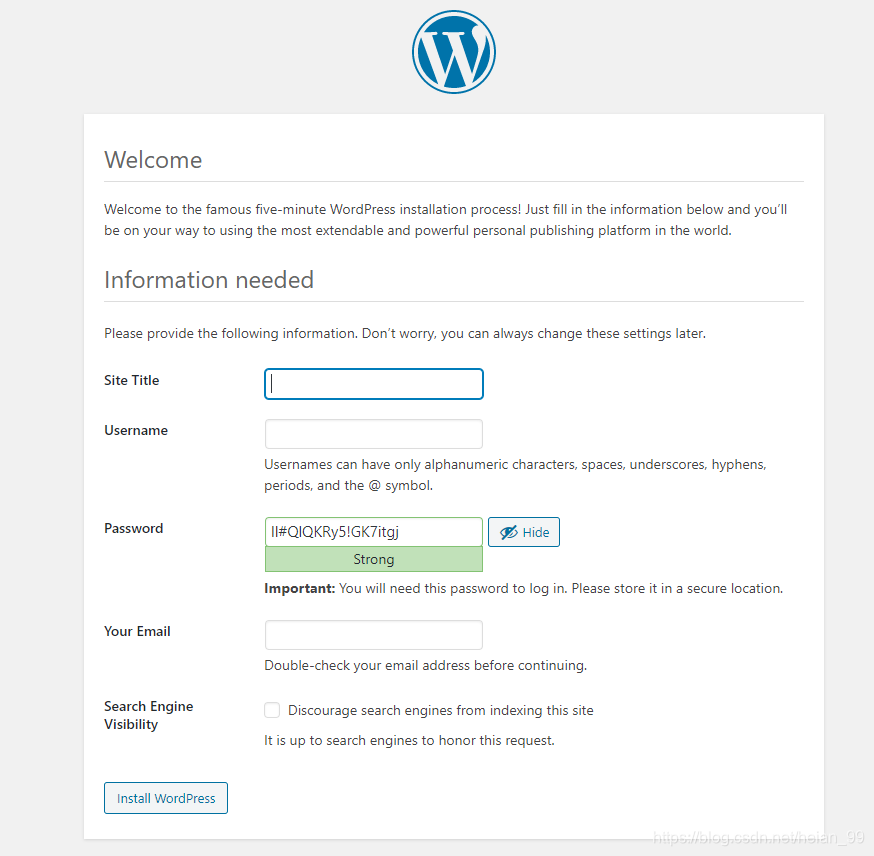 W
Welcome
Welcome to the famous five-minute WordPress installation process! Just fill in the information below and you’ll
be on your way to using the most extendable and powerful personal publishing platform in the world.
Information needed
Please provide the following information. Don’t worry, you can always change these settings later.
Site Title
Username
Usernames can have only alphanumeric characters, spaces, underscores, hyphens,
periods, and the @ symbol.
Password
Hide
Strong
Important: You will need this password to log in. Please store it in a secure location.
Your Email
Double-check your email address before continuing.
Search Engine
Visibility
Discourage search engines from indexing this site
It is up to search engines to honor this request.
Install WordPress
https://blog.csdn.net/heian_99